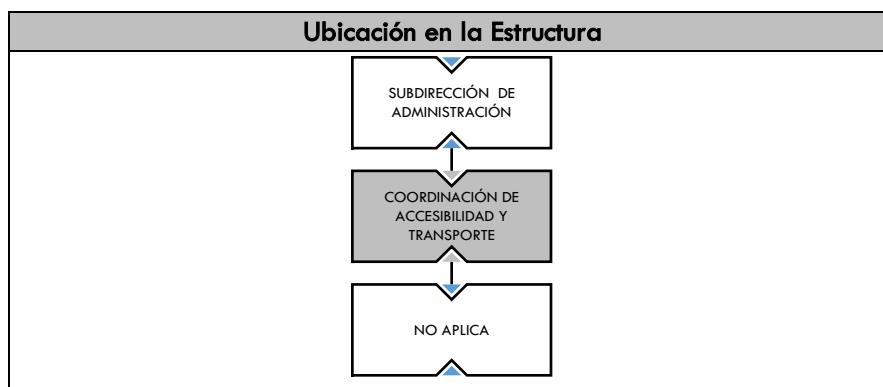 Ubicación en la Estructura
SUBDIRECCIÓN DE
ADMINISTRACIÓN
COORDINACIÓN DE
ACCESIBILIDAD Y
TRANSPORTE
NO APLICA